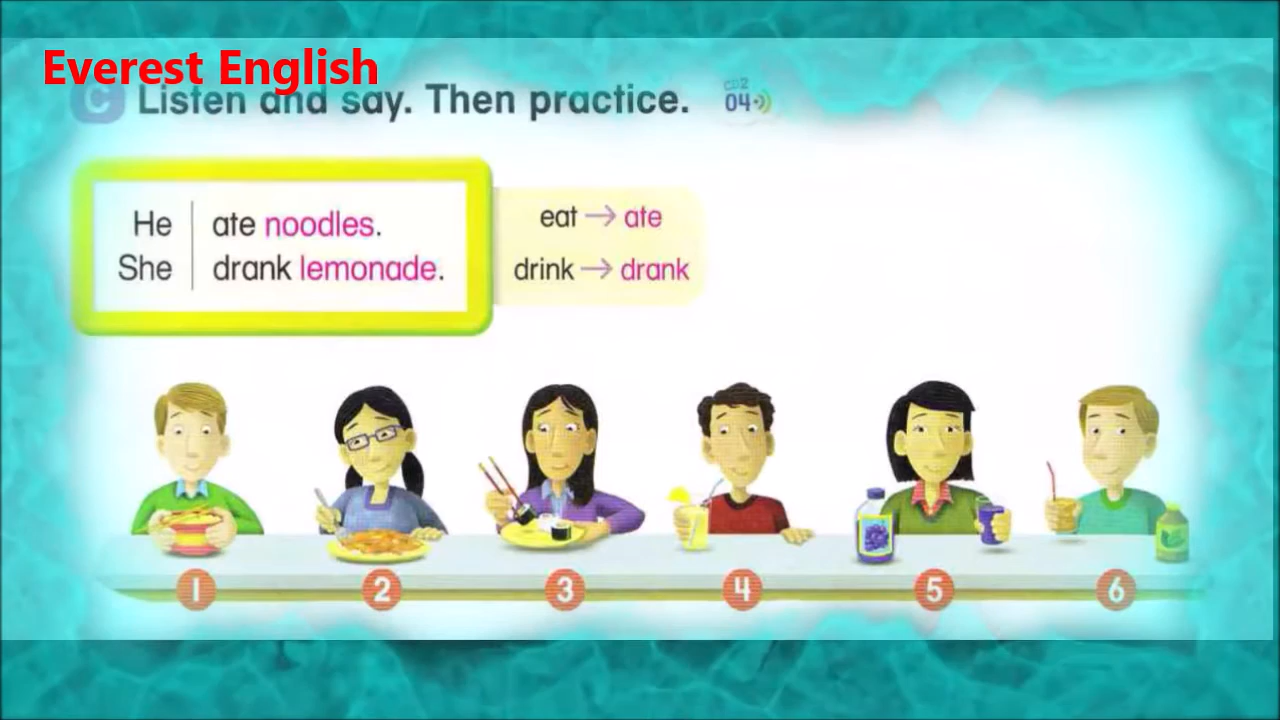 Everest English
C Listen and say. Then practice. CD2 04
He ate noodles.
She drank lemonade.
eat → ate
drink → drank
1 2 3 4 5 6